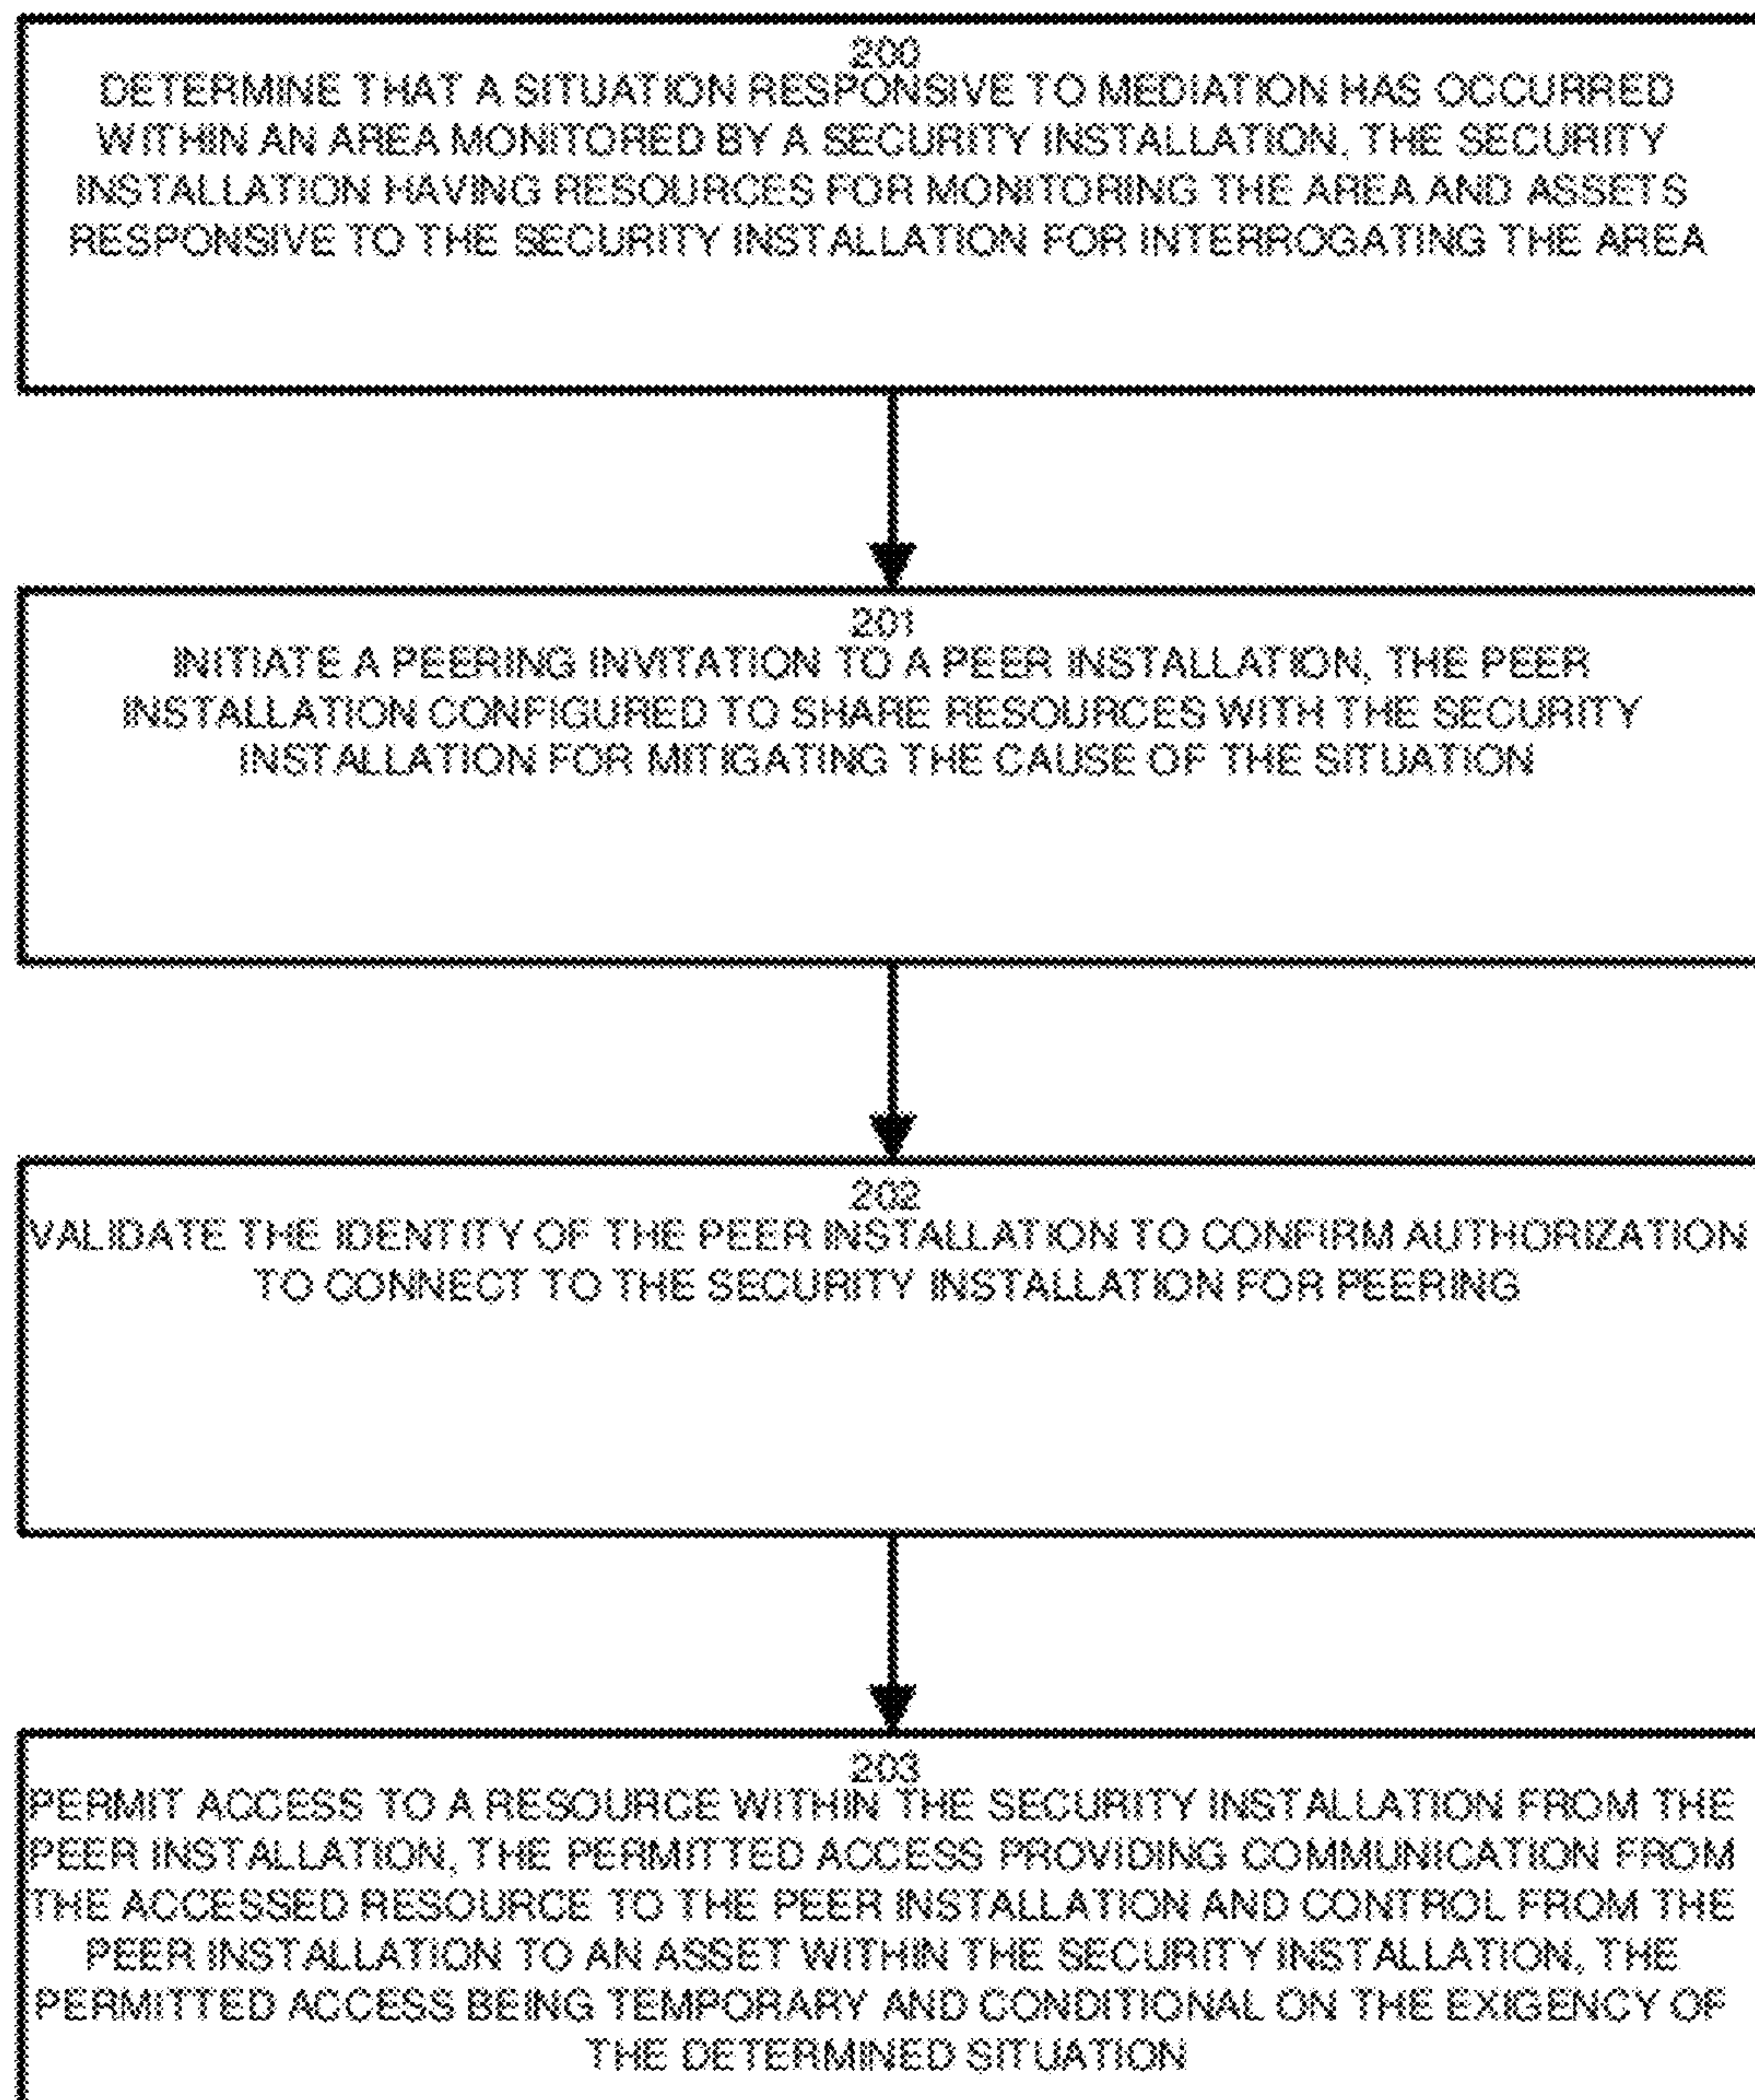 200
DETERMINE THAT A SITUATION RESPONSIVE TO MEDIATION HAS OCCURRED
WITHIN AN AREA MONITORED BY A SECURITY INSTALLATION, THE SECURITY
INSTALLATION HAVING RESOURCES FOR MONITORING THE AREA AND ASSETS
RESPONSIVE TO THE SECURITY INSTALLATION FOR INTERROGATING THE AREA
201
INITIATE A PEERING INVITATION TO A PEER INSTALLATION, THE PEER
INSTALLATION CONFIGURED TO SHARE RESOURCES WITH THE SECURITY
INSTALLATION FOR MITIGATING THE CAUSE OF THE SITUATION
202
VALIDATE THE IDENTITY OF THE PEER INSTALLATION TO CONFIRM AUTHORIZATION
TO CONNECT TO THE SECURITY INSTALLATION FOR PEERING
203
PERMIT ACCESS TO A RESOURCE WITHIN THE SECURITY INSTALLATION FROM THE
PEER INSTALLATION, THE PERMITTED ACCESS PROVIDING COMMUNICATION FROM
THE ACCESSED RESOURCE TO THE PEER INSTALLATION AND CONTROL FROM THE
PEER INSTALLATION TO AN ASSET WITHIN THE SECURITY INSTALLATION, THE
PERMITTED ACCESS BEING TEMPORARY AND CONDITIONAL ON THE EXIGENCY OF
THE DETERMINED SITUATION